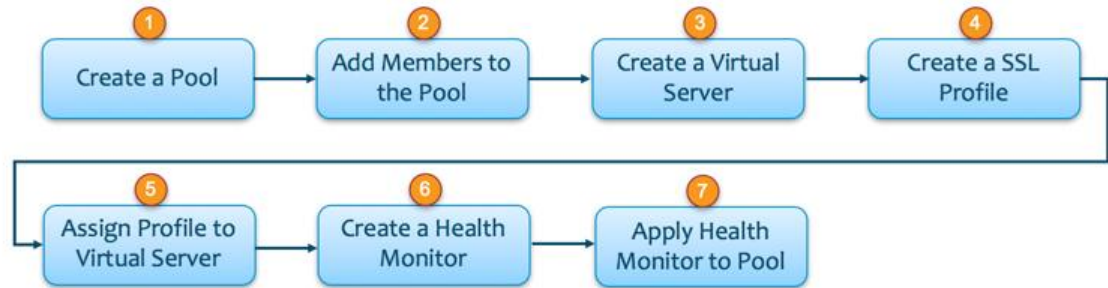 1
Create a Pool
2
Add Members to
the Pool
3
Create a Virtual
Server
4
Create a SSL
Profile
5
Assign Profile to
Virtual Server
6
Create a Health
Monitor
7
Apply Health
Monitor to Pool